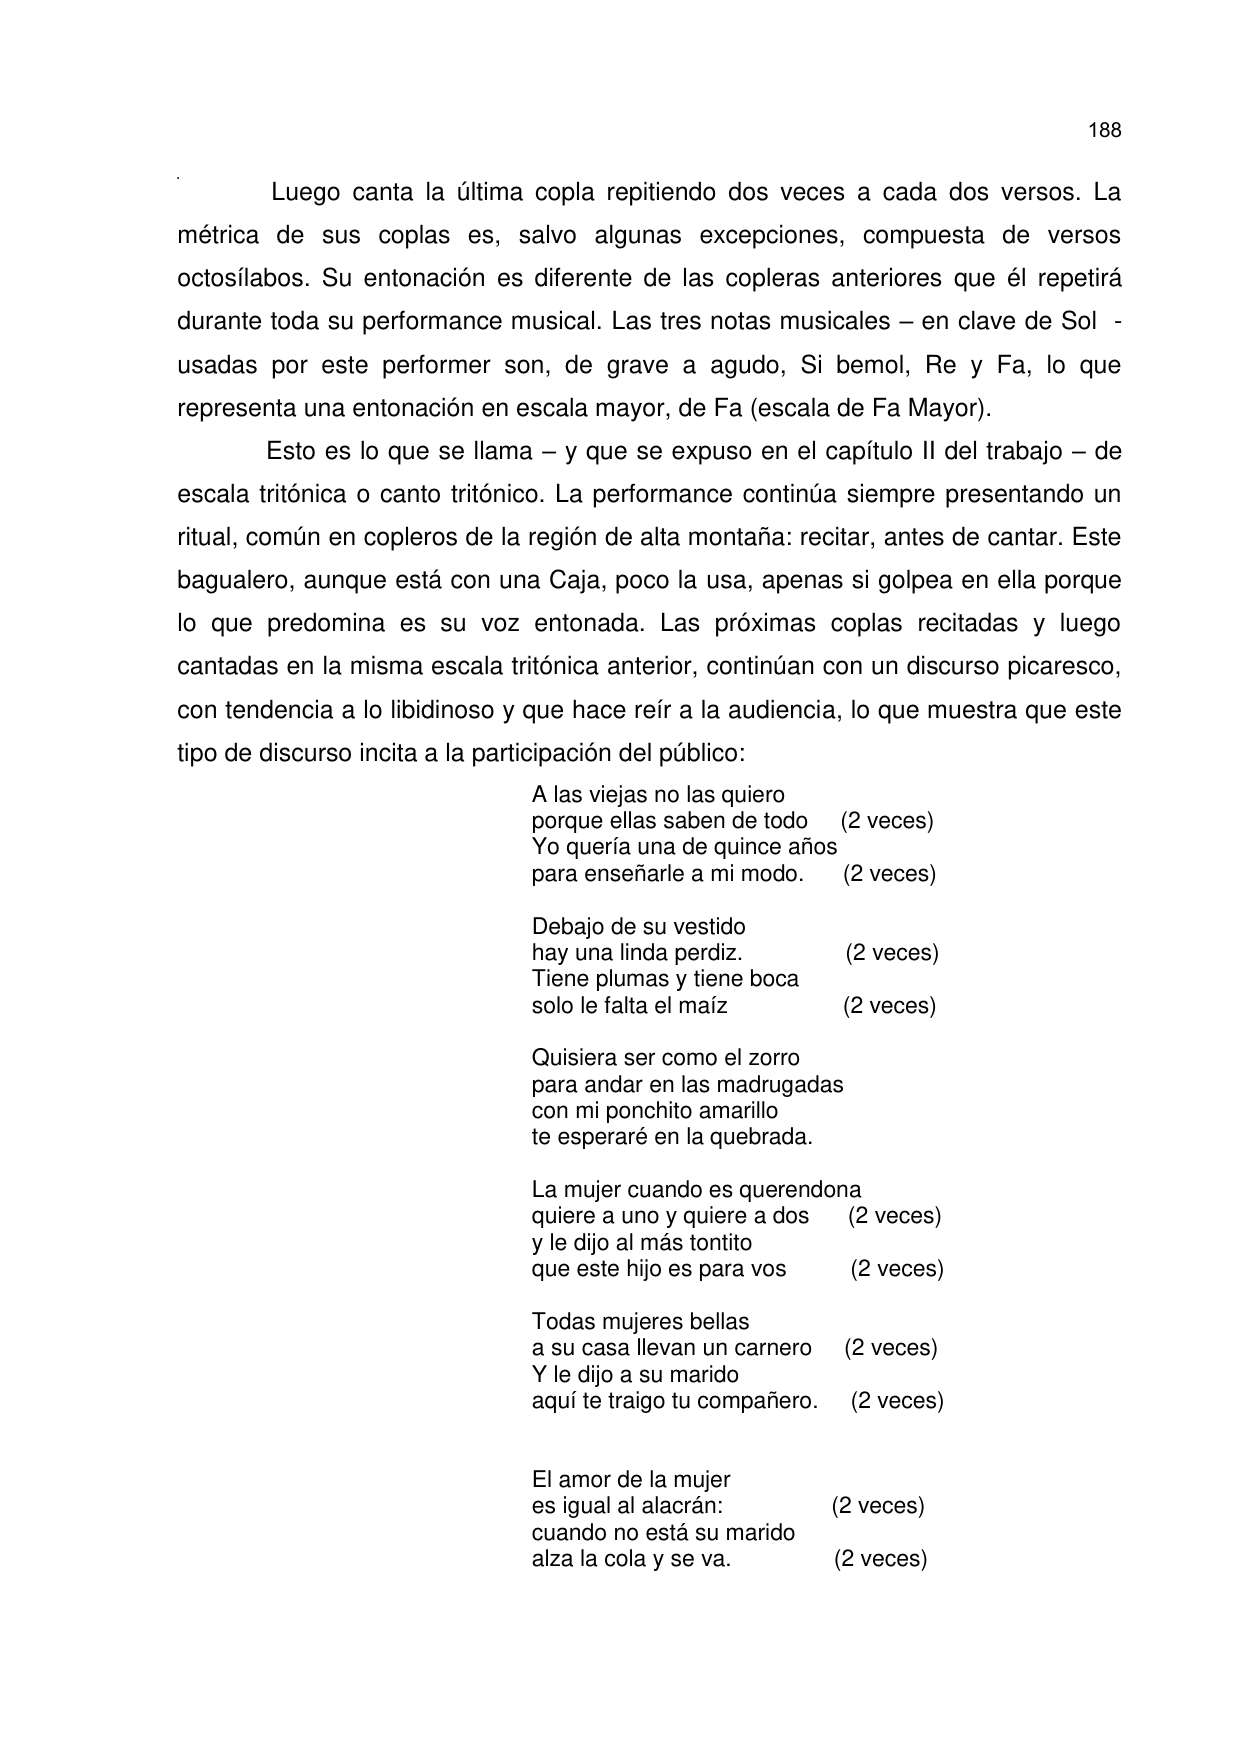 188
Luego canta la última copla repitiendo dos veces a cada dos versos. La
métrica de sus coplas es, salvo algunas excepciones, compuesta de versos
octosílabos. Su entonación es diferente de las copleras anteriores que él repetirá
durante toda su performance musical. Las tres notas musicales – en clave de Sol -
usadas por este performer son, de grave a agudo, Si bemol, Re y Fa, lo que
representa una entonación en escala mayor, de Fa (escala de Fa Mayor).
Esto es lo que se llama – y que se expuso en el capítulo II del trabajo – de
escala tritónica o canto tritónico. La performance continúa siempre presentando un
ritual, común en copleros de la región de alta montaña: recitar, antes de cantar. Este
bagualero, aunque está con una Caja, poco la usa, apenas si golpea en ella porque
lo que predomina es su voz entonada. Las próximas coplas recitadas y luego
cantadas en la misma escala tritónica anterior, continúan con un discurso picaresco,
con tendencia a lo libidinoso y que hace reír a la audiencia, lo que muestra que este
tipo de discurso incita a la participación del público:
A las viejas no las quiero
porque ellas saben de todo (2 veces)
Yo quería una de quince años
para enseñarle a mi modo. (2 veces)
Debajo de su vestido
hay una linda perdiz. (2 veces)
Tiene plumas y tiene boca
solo le falta el maíz (2 veces)
Quisiera ser como el zorro
para andar en las madrugadas
con mi ponchito amarillo
te esperaré en la quebrada.
La mujer cuando es querendona
quiere a uno y quiere a dos (2 veces)
y le dijo al más tontito
que este hijo es para vos (2 veces)
Todas mujeres bellas
a su casa llevan un carnero (2 veces)
Y le dijo a su marido
aquí te traigo tu compañero. (2 veces)
El amor de la mujer
es igual al alacrán: (2 veces)
cuando no está su marido
alza la cola y se va. (2 veces)